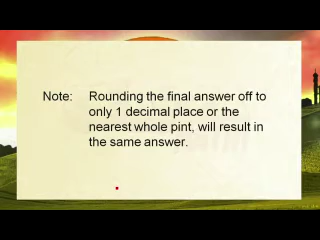 Note: Rounding the final answer off to
only 1 decimal place or the
nearest whole pint, will result in
the same answer.